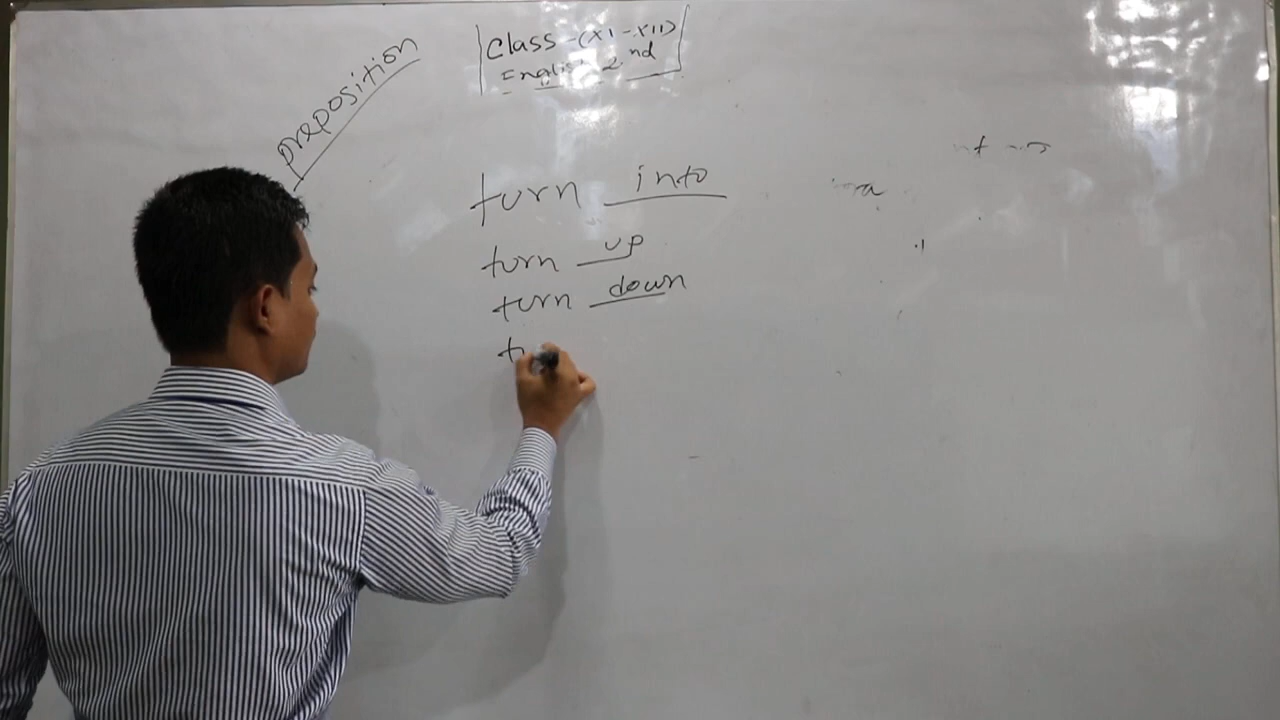 preposition
Class-(XI-XII)
English 2nd
turn into
turn up
turn down
t